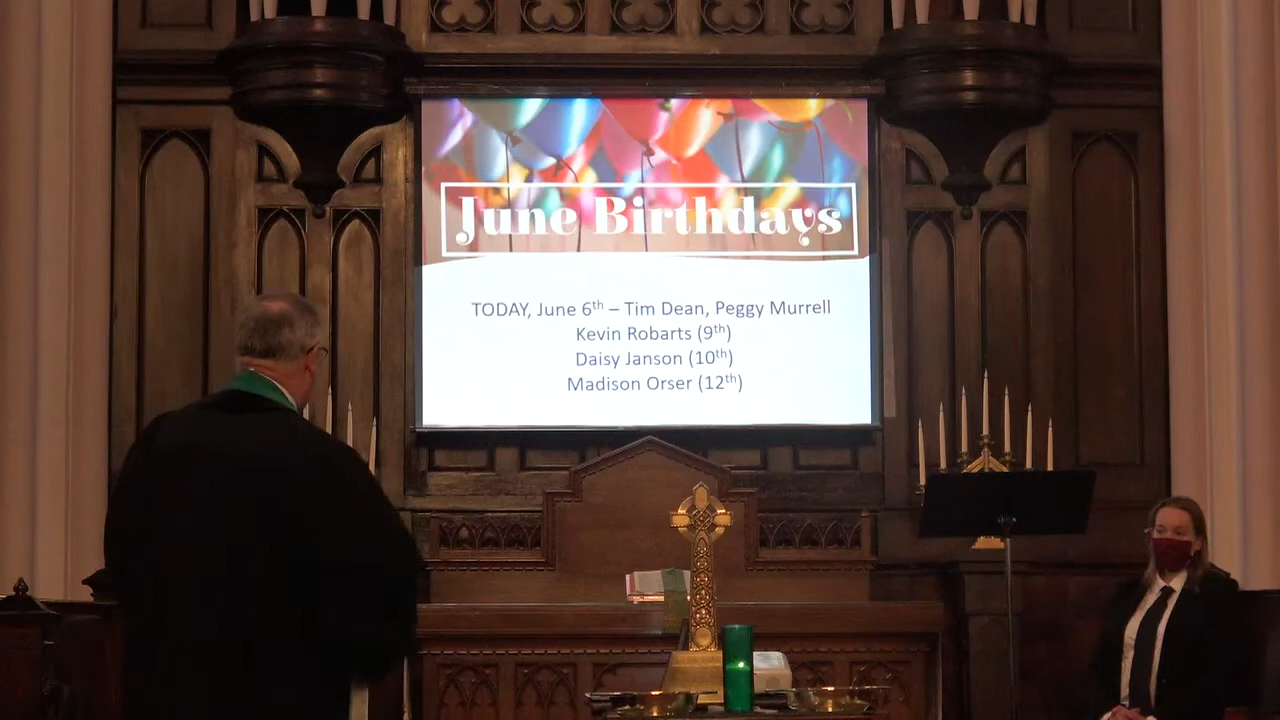 June Birthdays
TODAY, June 6th – Tim Dean, Peggy Murrell
Kevin Robarts (9th)
Daisy Janson (10th)
Madison Orser (12th)